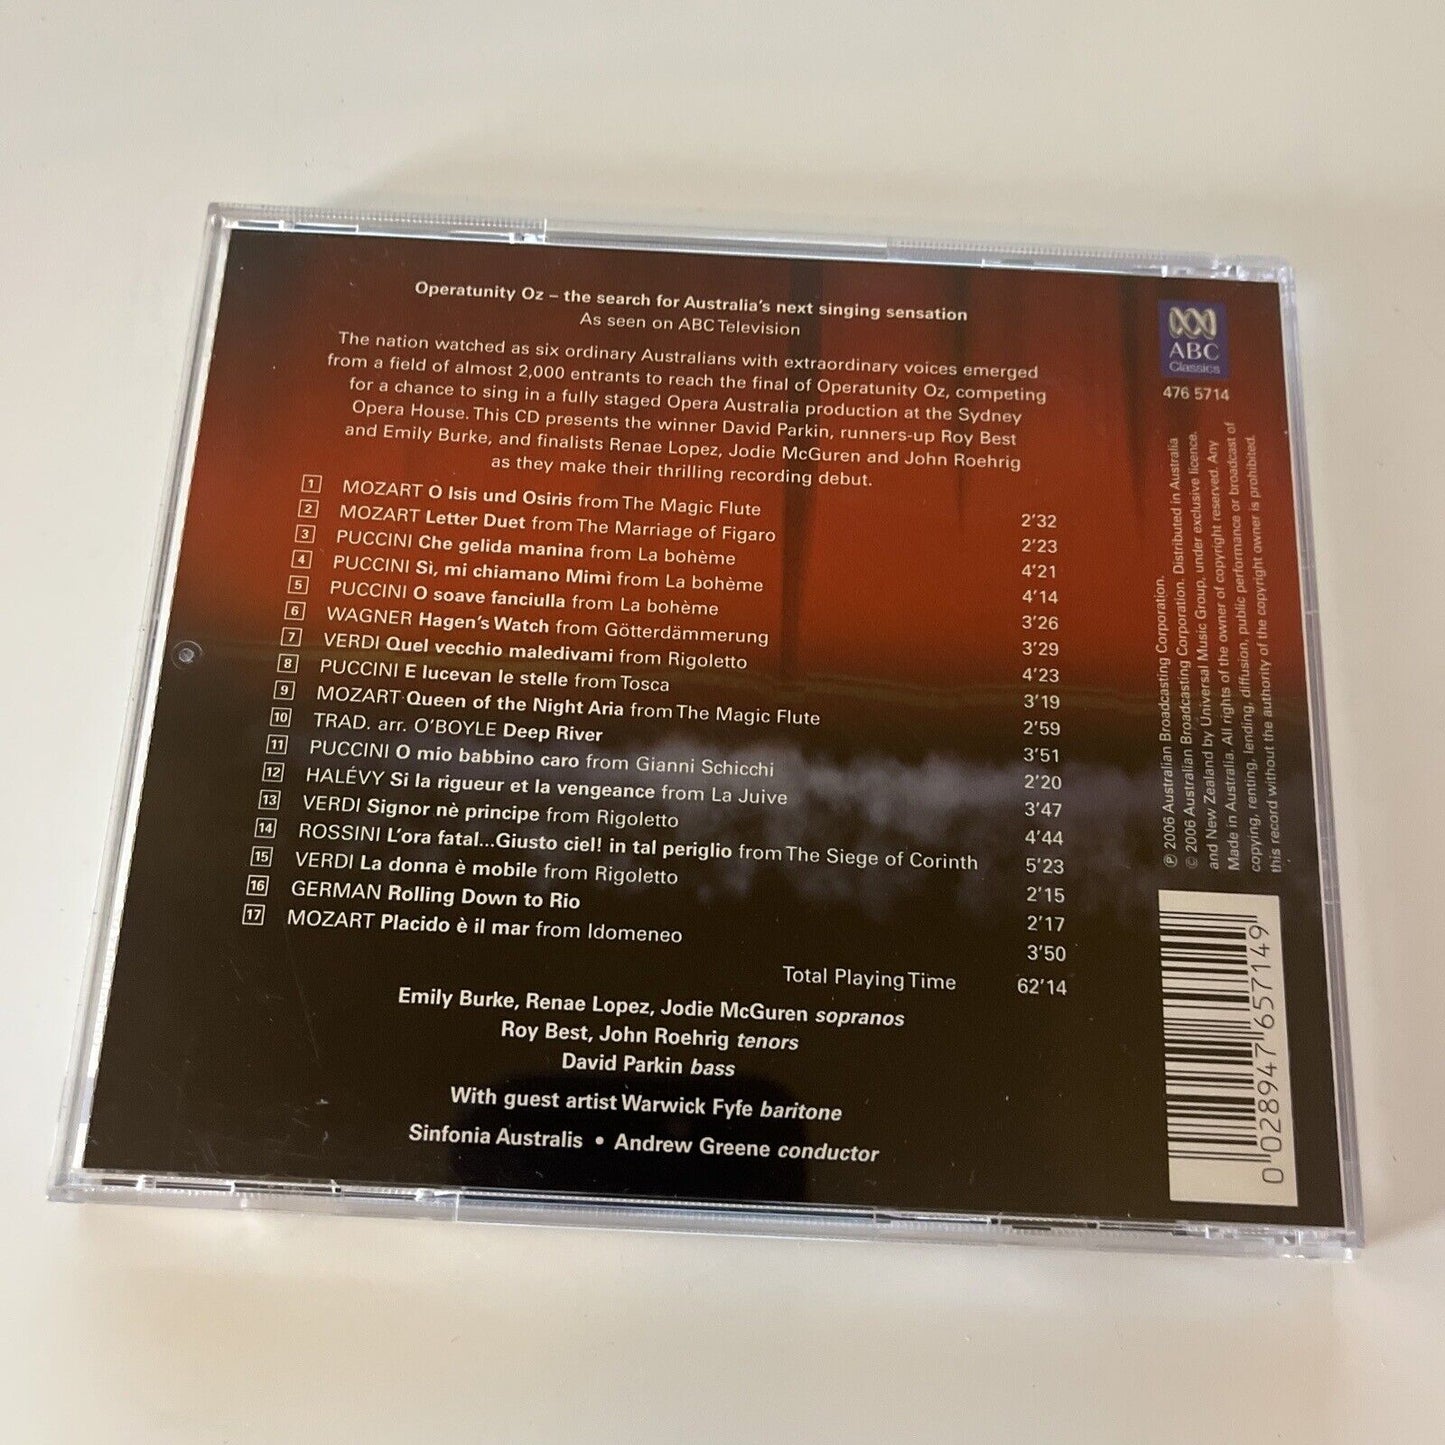 Operatunity Oz – the search for Australia's next singing sensation
As seen on ABC Television
The nation watched as six ordinary Australians with extraordinary voices emerged
from a field of almost 2,000 entrants to reach the final of Operatunity Oz, competing
for a chance to sing in a fully staged Opera Australia production at the Sydney
Opera House. This CD presents the winner David Parkin, runners-up Roy Best
and Emily Burke, and finalists Renae Lopez, Jodie McGuren and John Roehrig
as they make their thrilling recording debut.
1 MOZART O Isis und Osiris from The Magic Flute 2'32
2 MOZART Letter Duet from The Marriage of Figaro 2'23
3 PUCCINI Che gelida manina from La bohème 4'21
4 PUCCINI Sì, mi chiamano Mimì from La bohème 4'14
5 PUCCINI O soave fanciulla from La bohème 3'26
6 WAGNER Hagen's Watch from Götterdämmerung 3'29
7 VERDI Quel vecchio maledivami from Rigoletto 4'23
8 PUCCINI E lucevan le stelle from Tosca 3'19
9 MOZART Queen of the Night Aria from The Magic Flute 2'59
10 TRAD. arr. O'BOYLE Deep River 3'51
11 PUCCINI O mio babbino caro from Gianni Schicchi 2'20
12 HALÉVY Si la rigueur et la vengeance from La Juive 3'47
13 VERDI Signor nè principe from Rigoletto 4'44
14 ROSSINI L'ora fatal...Giusto ciel! in tal periglio from The Siege of Corinth 5'23
15 VERDI La donna è mobile from Rigoletto 2'15
16 GERMAN Rolling Down to Rio 2'17
17 MOZART Placido è il mar from Idomeneo 3'50
Total Playing Time 62'14
Emily Burke, Renae Lopez, Jodie McGuren sopranos
Roy Best, John Roehrig tenors
David Parkin bass
With guest artist Warwick Fyfe baritone
Sinfonia Australis • Andrew Greene conductor
ABC
Classics
476 5714
℗ 2006 Australian Broadcasting Corporation.
© 2006 Australian Broadcasting Corporation. Distributed in Australia
and New Zealand by Universal Music Group, under exclusive licence.
Made in Australia. All rights of the owner of copyright reserved. Any
copying, renting, lending, diffusion, public performance or broadcast of
this record without the authority of the copyright owner is prohibited.
0 028947 657149